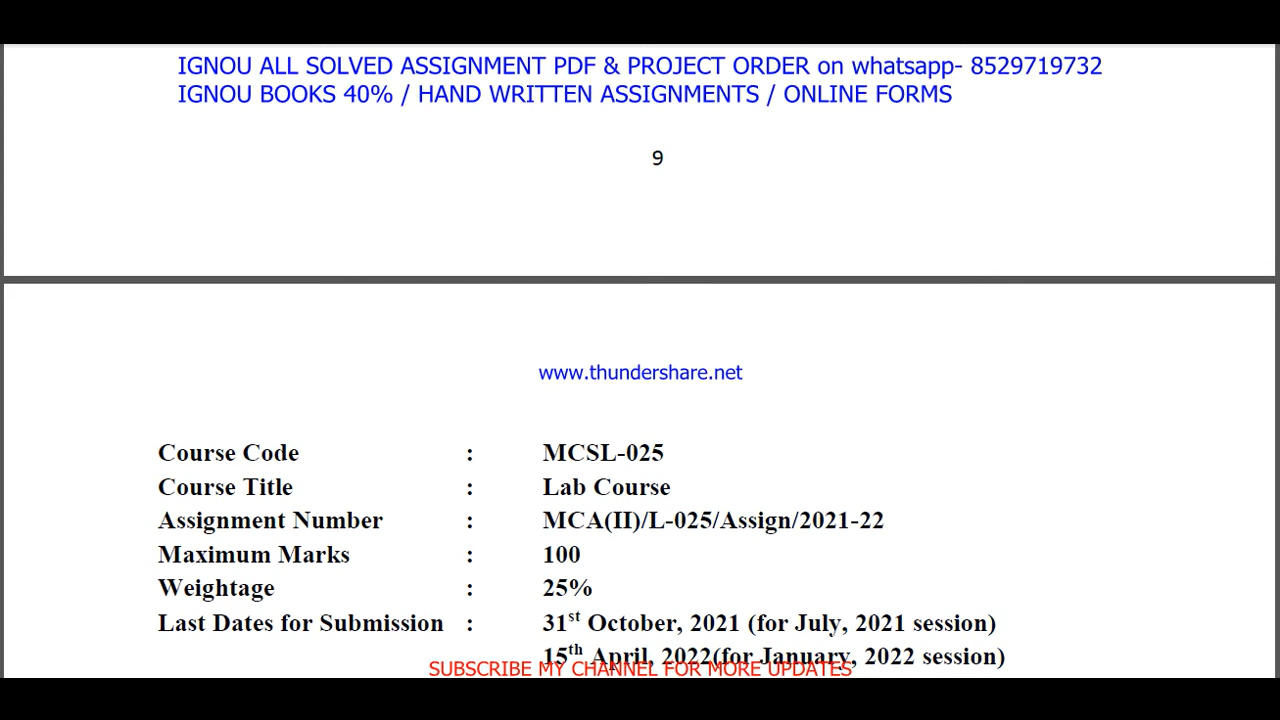 IGNOU ALL SOLVED ASSIGNMENT PDF & PROJECT ORDER on whatsapp- 8529719732
IGNOU BOOKS 40% / HAND WRITTEN ASSIGNMENTS / ONLINE FORMS
9
www.thundershare.net
Course Code : MCSL-025
Course Title : Lab Course
Assignment Number : MCA(II)/L-025/Assign/2021-22
Maximum Marks : 100
Weightage : 25%
Last Dates for Submission : 31st October, 2021 (for July, 2021 session)
15th April, 2022(for January, 2022 session)
SUBSCRIBE MY CHANNEL FOR MORE UPDATES